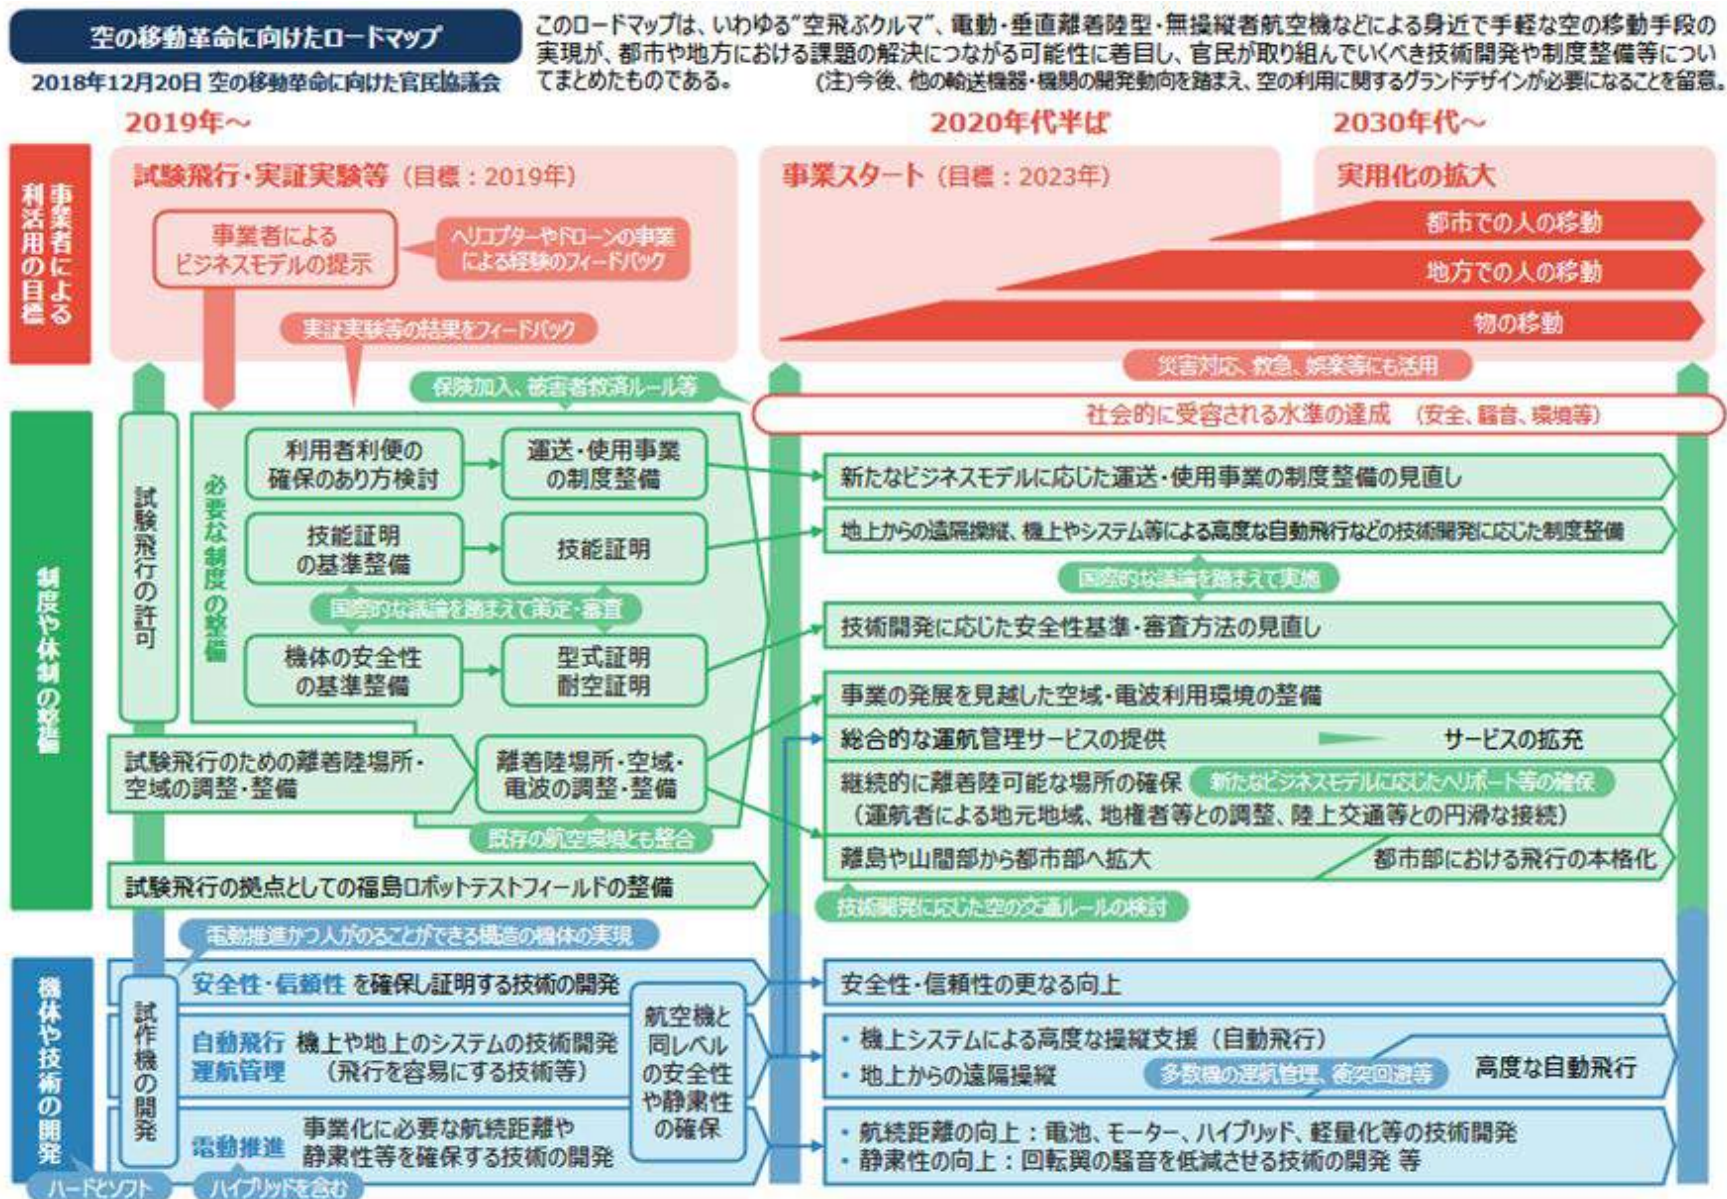 空の移動革命に向けたロードマップ
2018年12月20日 空の移動革命に向けた官民協議会
このロードマップは、いわゆる“空飛ぶクルマ”、電動・垂直離着陸型・無操縦者航空機などによる身近で手軽な空の移動手段の
実現が、都市や地方における課題の解決につながる可能性に着目し、官民が取り組んでいくべき技術開発や制度整備等につい
てまとめたものである。
(注)今後、他の輸送機器・機関の開発動向を踏まえ、空の利用に関するグランドデザインが必要になることを留意。
2019年～
2020年代半ば
2030年代～
事業者による
利活用の目標
試験飛行・実証実験等（目標：2019年）
事業スタート（目標：2023年）
実用化の拡大
事業者による
ビジネスモデルの提示
ヘリコプターやドローンの事業
による経験のフィードバック
実証実験等の結果をフィードバック
都市での人の移動
地方での人の移動
物の移動
災害対応、救急、娯楽等にも活用
制度や体制の整備
試験飛行の許可
必要な制度の整備
保険加入、被害者救済ルール等
社会的に受容される水準の達成　（安全、騒音、環境等）
利用者利便の
確保のあり方検討
運送・使用事業
の制度整備
新たなビジネスモデルに応じた運送・使用事業の制度整備の見直し
技能証明
の基準整備
技能証明
地上からの遠隔操縦、機上やシステム等による高度な自動飛行などの技術開発に応じた制度整備
国際的な議論を踏まえて実施
国際的な議論を踏まえて策定・審査
機体の安全性
の基準整備
型式証明
耐空証明
技術開発に応じた安全性基準・審査方法の見直し
事業の発展を見越した空域・電波利用環境の整備
試験飛行のための離着陸場所・
空域の調整・整備
離着陸場所・空域・
電波の調整・整備
既存の航空環境とも整合
総合的な運航管理サービスの提供
サービスの拡充
継続的に離着陸可能な場所の確保
新たなビジネスモデルに応じたヘリポート等の確保
（運航者による地元地域、地権者等との調整、陸上交通等との円滑な接続）
離島や山間部から都市部へ拡大
都市部における飛行の本格化
試験飛行の拠点としての福島ロボットテストフィールドの整備
技術開発に応じた空の交通ルールの検討
機体や技術の開発
電動推進かつ人がのることができる構造の機体の実現
試作機の開発
安全性・信頼性 を確保し証明する技術の開発
自動飛行
運航管理
機上や地上のシステムの技術開発
（飛行を容易にする技術等）
電動推進
事業化に必要な航続距離や
静粛性等を確保する技術の開発
航空機と
同レベル
の安全性
や静粛性
の確保
安全性・信頼性の更なる向上
・機上システムによる高度な操縦支援（自動飛行）
・地上からの遠隔操縦
多数機の運航管理、衝突回避等
高度な自動飛行
・航続距離の向上：電池、モーター、ハイブリッド、軽量化等の技術開発
・静粛性の向上：回転翼の騒音を低減させる技術の開発 等
ハードとソフト
ハイブリッドを含む